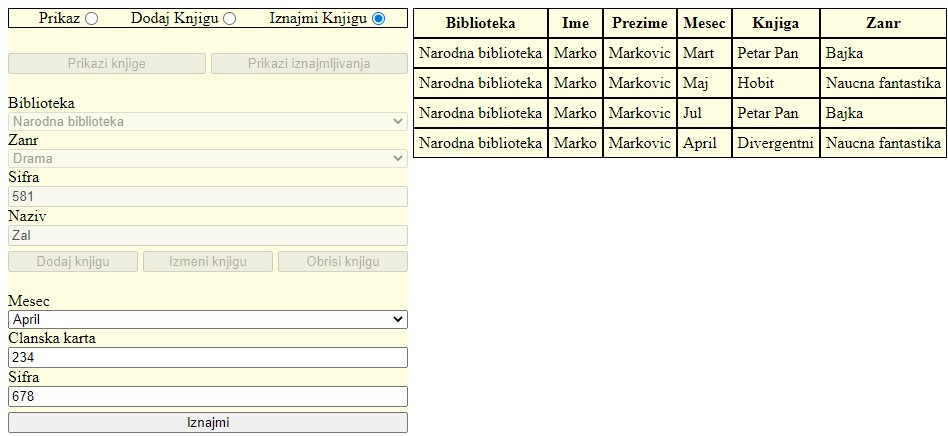 Prikaz Dodaj Knjigu Iznajmi Knjigu
Prikazi knjige Prikazi iznajmljivanja
Biblioteka
Narodna biblioteka
Zanr
Drama
Sifra
581
Naziv
Zal
Dodaj knjigu Izmeni knjigu Obrisi knjigu
Mesec
April
Clanska karta
234
Sifra
678
Iznajmi
Biblioteka Ime Prezime Mesec Knjiga Zanr
Narodna biblioteka Marko Markovic Mart Petar Pan Bajka
Narodna biblioteka Marko Markovic Maj Hobit Naucna fantastika
Narodna biblioteka Marko Markovic Jul Petar Pan Bajka
Narodna biblioteka Marko Markovic April Divergentni Naucna fantastika